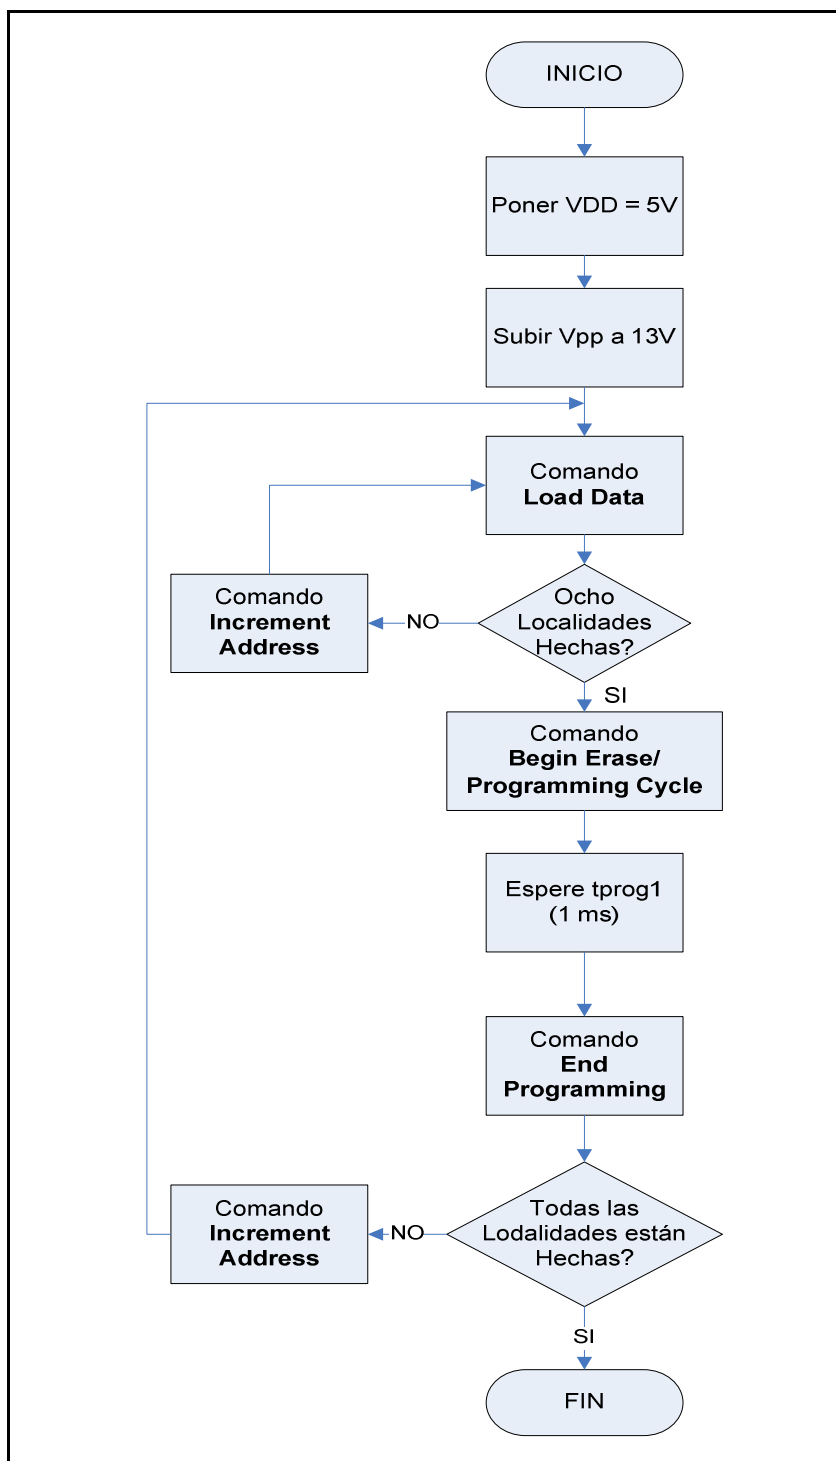 INICIO
Poner VDD = 5V
Subir Vpp a 13V
Comando
Load Data
Ocho
Localidades
Hechas?
NO
Comando
Increment
Address
SI
Comando
Begin Erase/
Programming Cycle
Espere tprog1
(1 ms)
Comando
End
Programming
Todas las
Lodalidades están
Hechas?
NO
Comando
Increment
Address
SI
FIN